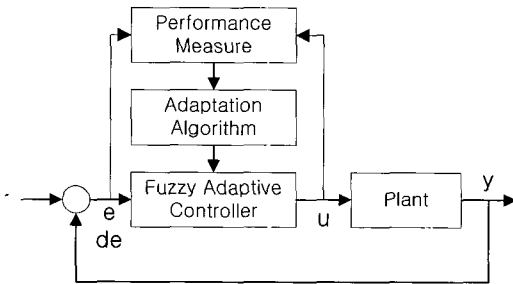 Performance
Measure
Adaptation
Algorithm
Fuzzy Adaptive
Controller
Plant
y
e
de
u